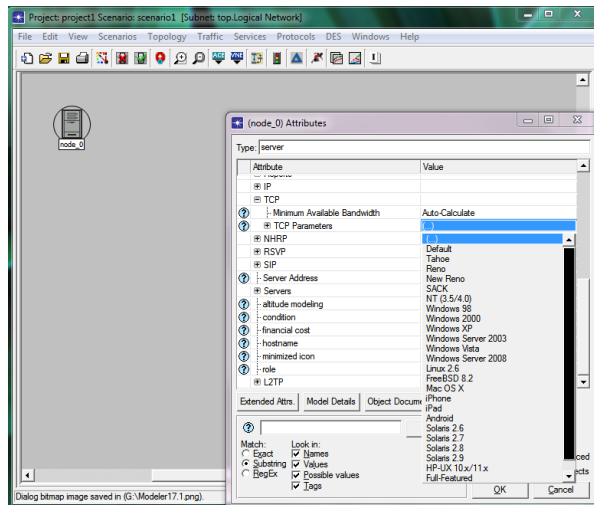 Project: project1 Scenario: scenario1 [Subnet: top.Logical Network]
File Edit View Scenarios Topology Traffic Services Protocols DES Windows Help
node_0
(node_0) Attributes
Type: server
Attribute Value
IP
TCP
Minimum Available Bandwidth Auto-Calculate
TCP Parameters (...)
NHRP
RSVP
SIP
Server Address
Servers
altitude modeling
condition
financial cost
hostname
minimized icon
role
L2TP
(...)
Default
Tahoe
Reno
New Reno
SACK
NT (3.5/4.0)
Windows 98
Windows 2000
Windows XP
Windows Server 2003
Windows Vista
Windows Server 2008
Linux 2.6
FreeBSD 8.2
Mac OS X
iPhone
iPad
Android
Solaris 2.6
Solaris 2.7
Solaris 2.8
Solaris 2.9
HP-UX 10.x/11.x
Full-Featured
Extended Attrs. Model Details Object Docume
Match: Look in:
Exact Names
Substring Values
RegEx Possible values
Tags
ced
ects
OK Cancel
Dialog bitmap image saved in (G:\Modeler17.1.png).